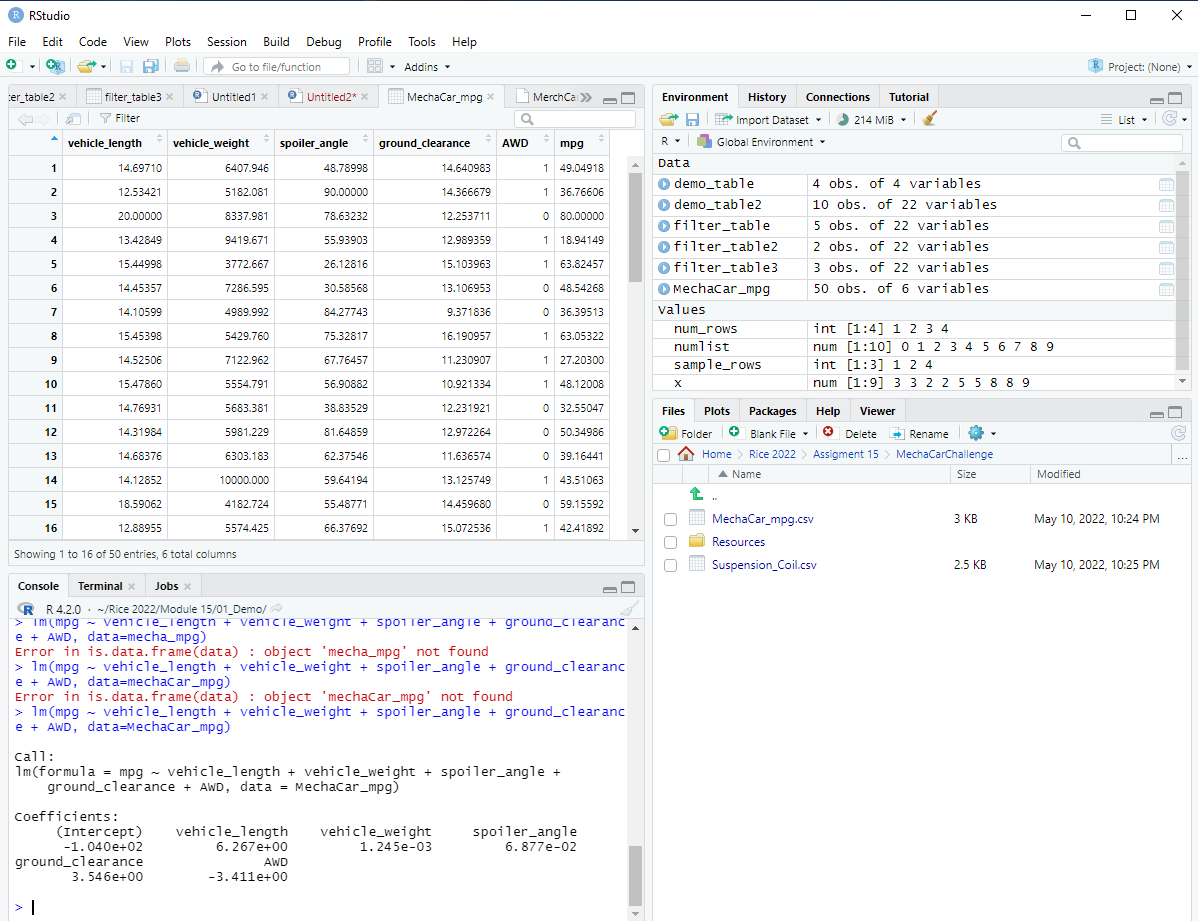 RStudio
File Edit Code View Plots Session Build Debug Profile Tools Help
Go to file/function Addins Project: (None)
ter_table2 filter_table3 Untitled1 Untitled2* MechaCar_mpg MerchCa
Filter
vehicle_length vehicle_weight spoiler_angle ground_clearance AWD mpg
1 14.69710 6407.946 48.78998 14.640983 1 49.04918
2 12.53421 5182.081 90.00000 14.366679 1 36.76606
3 20.00000 8337.981 78.63232 12.253711 0 80.00000
4 13.42849 9419.671 55.93903 12.989359 1 18.94149
5 15.44998 3772.667 26.12816 15.103963 1 63.82457
6 14.45357 7286.595 30.58568 13.106953 0 48.54268
7 14.10599 4989.992 84.27743 9.371836 0 36.39513
8 15.45398 5429.760 75.32817 16.190957 1 63.05322
9 14.52506 7122.962 67.76457 11.230907 1 27.20300
10 15.47860 5554.791 56.90882 10.921334 1 48.12008
11 14.76931 5683.381 38.83529 12.231921 0 32.55047
12 14.31984 5981.229 81.64859 12.972264 0 50.34986
13 14.68376 6303.183 62.37546 11.636574 0 39.16441
14 14.12852 10000.000 59.64194 13.125749 1 43.51063
15 18.59062 4182.724 55.48771 14.459680 0 59.15592
16 12.88955 5574.425 66.37692 15.072536 1 42.41892
Showing 1 to 16 of 50 entries, 6 total columns
Console Terminal Jobs
R 4.2.0 · ~/Rice 2022/Module 15/01_Demo/
> lm(mpg ~ vehicle_length + vehicle_weight + spoiler_angle + ground_clearanc
e + AWD, data=mecha_mpg)
Error in is.data.frame(data) : object 'mecha_mpg' not found
> lm(mpg ~ vehicle_length + vehicle_weight + spoiler_angle + ground_clearanc
e + AWD, data=mechaCar_mpg)
Error in is.data.frame(data) : object 'mechaCar_mpg' not found
> lm(mpg ~ vehicle_length + vehicle_weight + spoiler_angle + ground_clearanc
e + AWD, data=MechaCar_mpg)
Call:
lm(formula = mpg ~ vehicle_length + vehicle_weight + spoiler_angle +
ground_clearance + AWD, data = MechaCar_mpg)
Coefficients:
(Intercept) vehicle_length vehicle_weight spoiler_angle
-1.040e+02 6.267e+00 1.245e-03 6.877e-02
ground_clearance AWD
3.546e+00 -3.411e+00
>
Environment History Connections Tutorial
Import Dataset 214 MiB List
R Global Environment
Data
demo_table 4 obs. of 4 variables
demo_table2 10 obs. of 22 variables
filter_table 5 obs. of 22 variables
filter_table2 2 obs. of 22 variables
filter_table3 3 obs. of 22 variables
MechaCar_mpg 50 obs. of 6 variables
Values
num_rows int [1:4] 1 2 3 4
numlist num [1:10] 0 1 2 3 4 5 6 7 8 9
sample_rows int [1:3] 1 2 4
x num [1:9] 3 3 2 2 5 5 8 8 9
Files Plots Packages Help Viewer
Folder Blank File Delete Rename
Home Rice 2022 Assigment 15 MechaCarChallenge ...
Name Size Modified
..
MechaCar_mpg.csv 3 KB May 10, 2022, 10:24 PM
Resources
Suspension_Coil.csv 2.5 KB May 10, 2022, 10:25 PM